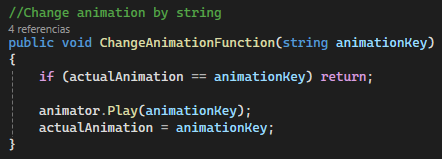 //Change animation by string
4 referencias
public void ChangeAnimationFunction(string animationKey)
{
if (actualAnimation == animationKey) return;
animator.Play(animationKey);
actualAnimation = animationKey;
}